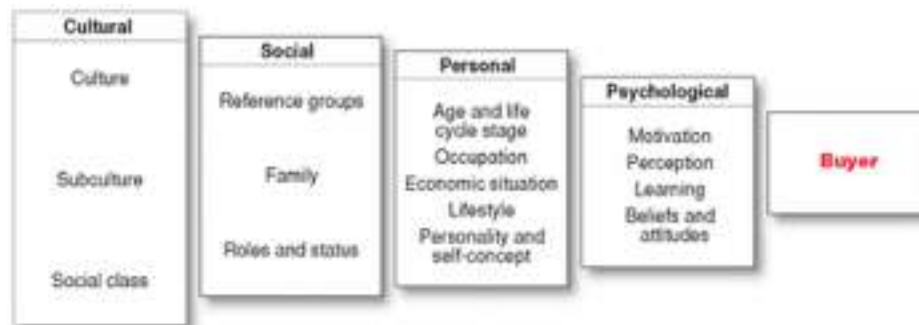 Cultural
Culture
Subculture
Social class
Social
Reference groups
Family
Roles and status
Personal
Age and life
cycle stage
Occupation
Economic situation
Lifestyle
Personality and
self-concept
Psychological
Motivation
Perception
Learning
Beliefs and
attitudes
Buyer